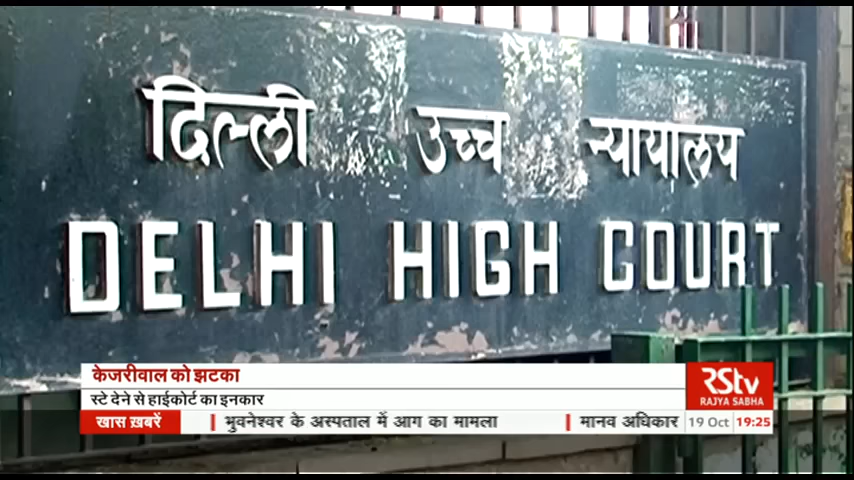 दिल्ली उच्च न्यायालय
DELHI HIGH COURT
केजरीवाल को झटका
स्टे देने से हाईकोर्ट का इनकार
RSTV
RAJYA SABHA
खास ख़बरें भुवनेश्वर के अस्पताल में आग का मामला मानव अधिकार 19 Oct 19:25